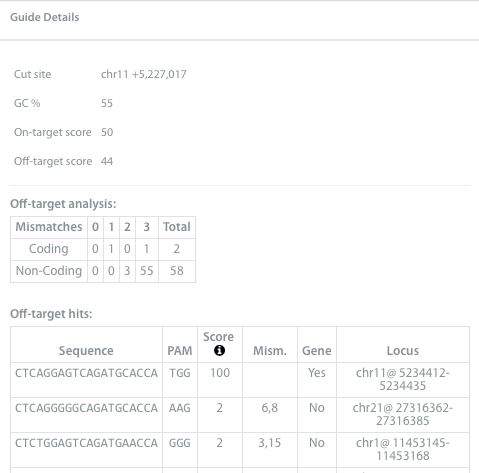 Guide Details
Cut site chr11 +5,227,017
GC % 55
On-target score 50
Off-target score 44
Off-target analysis:
Mismatches 0 1 2 3 Total
Coding 0 1 0 1 2
Non-Coding 0 0 3 55 58
Off-target hits:
Score
Sequence PAM Mism. Gene Locus
CTCAGGAGTCAGATGCACCA TGG 100 Yes chr11@ 5234412-
5234435
CTCAGGGGGCAGATGCACCA AAG 2 6,8 No chr21@ 27316362-
27316385
CTCTGGAGTCAGATGAACCA GGG 2 3,15 No chr1@ 11453145-
11453168